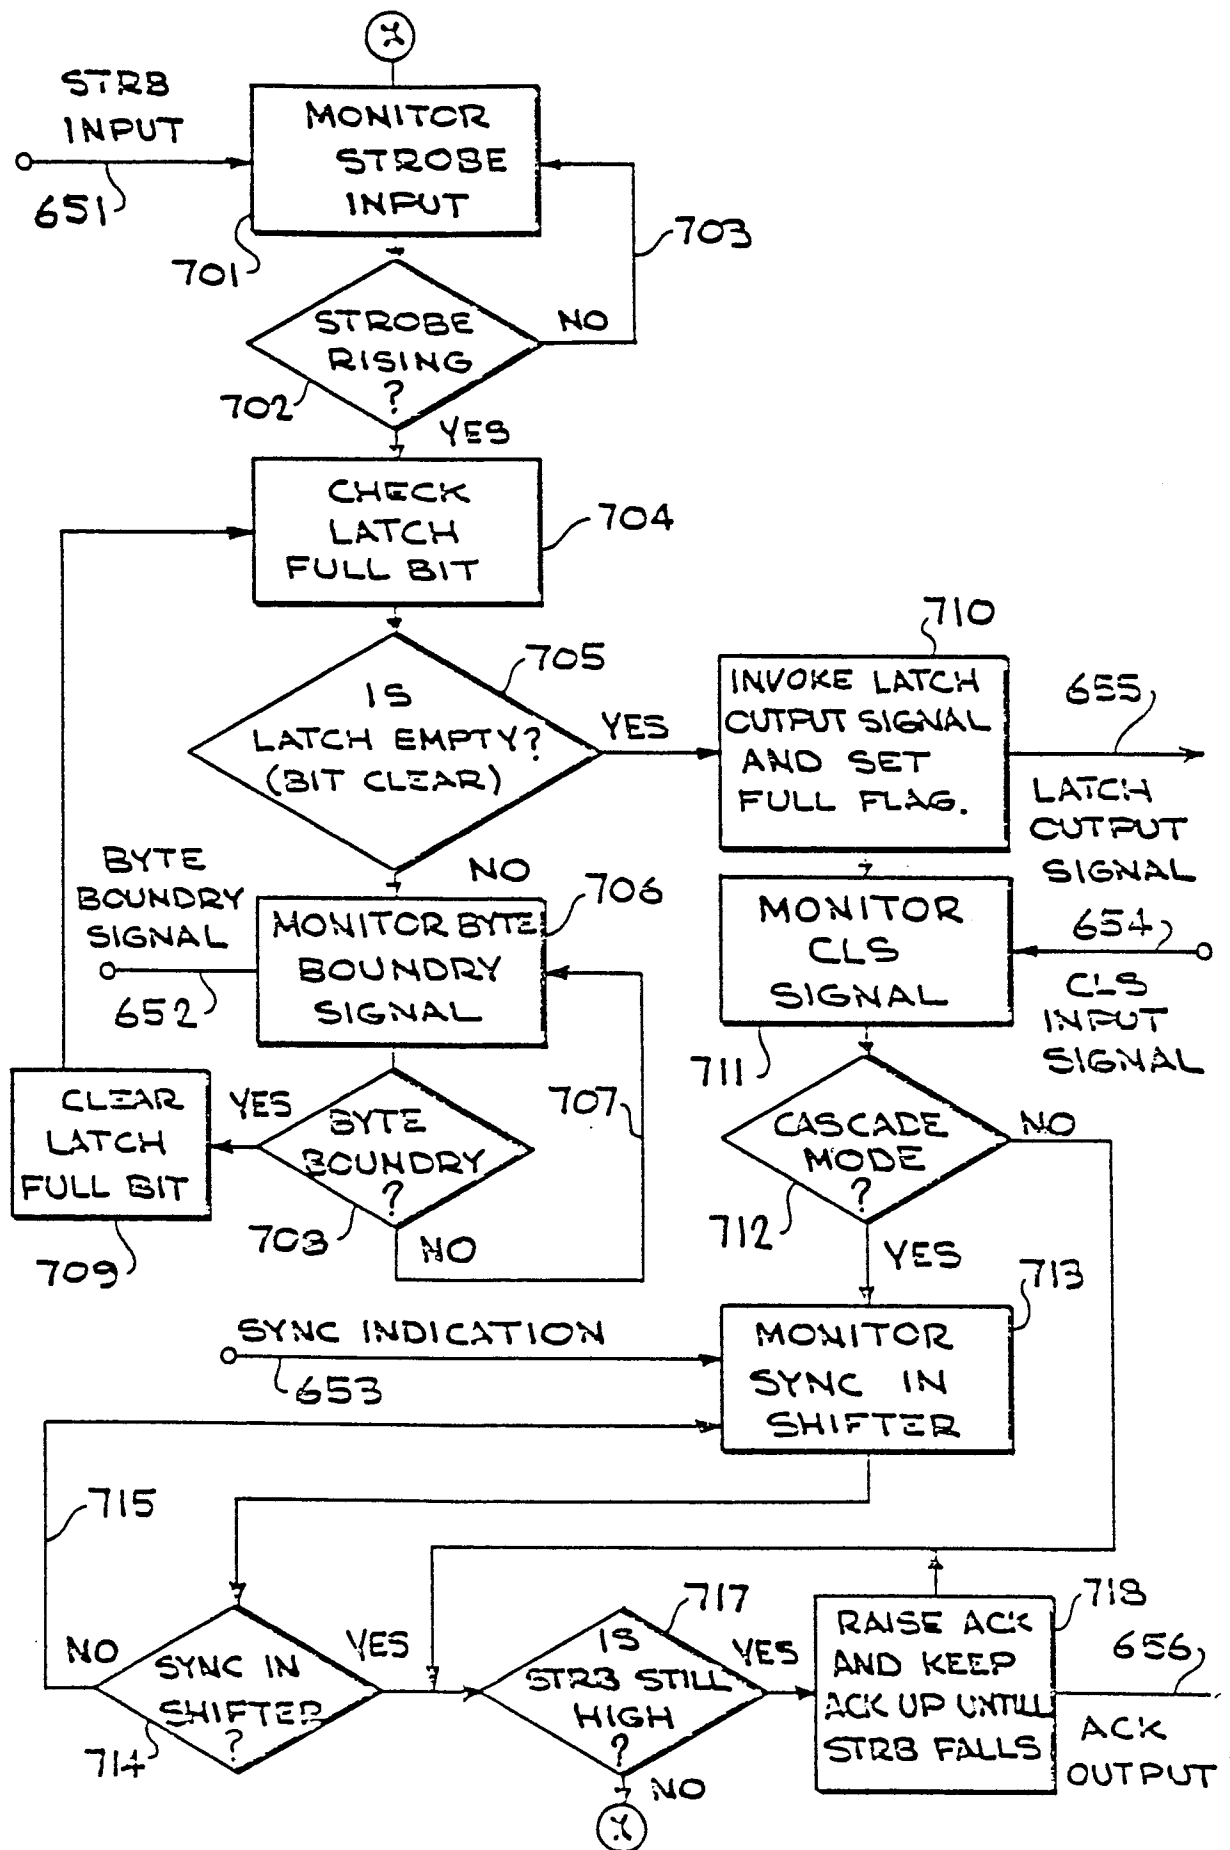 STRB
INPUT
651
MONITOR
STROBE
INPUT
701
703
STROBE
RISING
?
NO
702
YES
CHECK
LATCH
FULL BIT
704
705
IS
LATCH EMPTY?
(BIT CLEAR)
YES
NO
710
INVOKE LATCH
OUTPUT SIGNAL
AND SET
FULL FLAG.
655
LATCH
OUTPUT
SIGNAL
BYTE
BOUNDRY
SIGNAL
652
706
MONITOR BYTE
BOUNDRY
SIGNAL
MONITOR
CLS
SIGNAL
711
654
CLS
INPUT
SIGNAL
CLEAR
LATCH
FULL BIT
709
YES
BYTE
BOUNDRY
?
708
NO
707
CASCADE
MODE
?
712
NO
YES
713
SYNC INDICATION
653
MONITOR
SYNC IN
SHIFTER
715
NO
SYNC IN
SHIFTER
?
714
YES
717
IS
STRB STILL
HIGH
?
YES
NO
718
RAISE ACK
AND KEEP
ACK UP UNTILL
STRB FALLS
656
ACK
OUTPUT